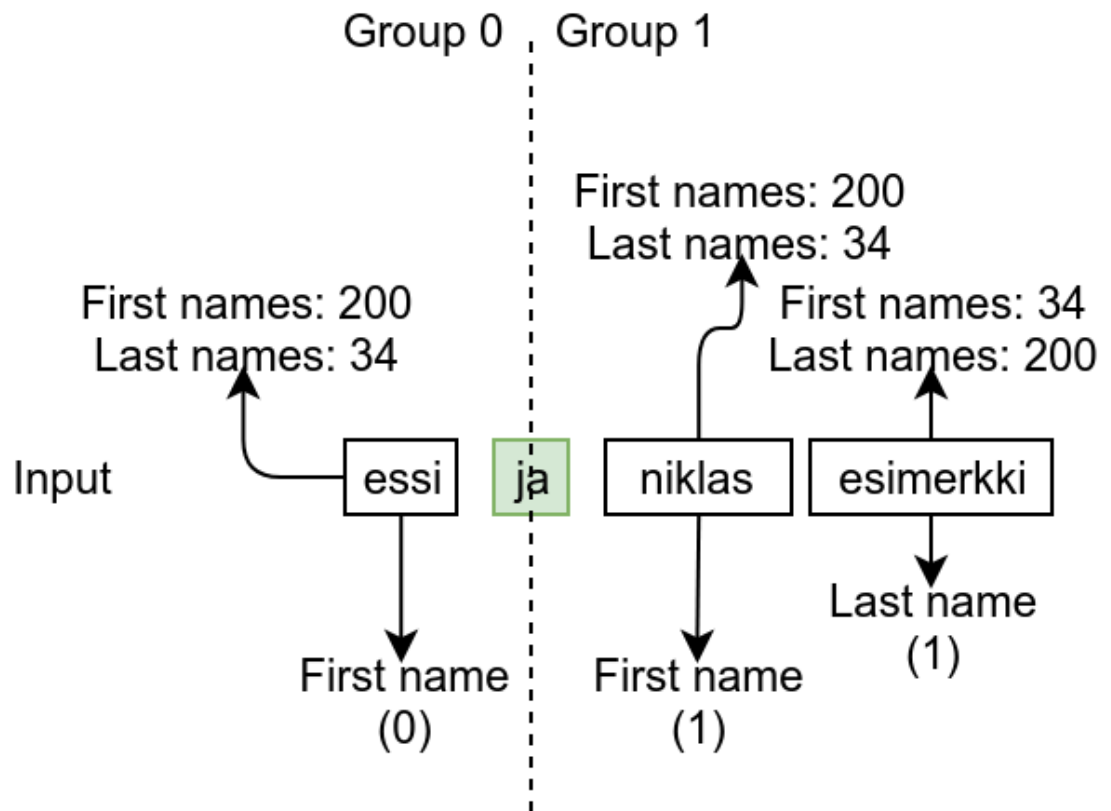 Group 0
Group 1
First names: 200
Last names: 34
First names: 200
Last names: 34
First names: 34
Last names: 200
Input
essi
ja
niklas
esimerkki
First name
(0)
First name
(1)
Last name
(1)